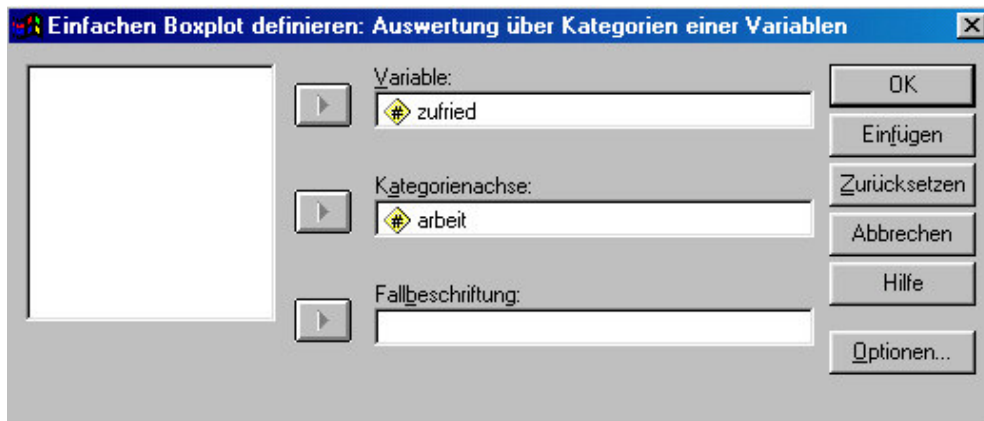 Einfachen Boxplot definieren: Auswertung über Kategorien einer Variablen
Variable:
# zufried
Kategorienachse:
# arbeit
Fallbeschriftung:
OK
Einfügen
Zurücksetzen
Abbrechen
Hilfe
Optionen...